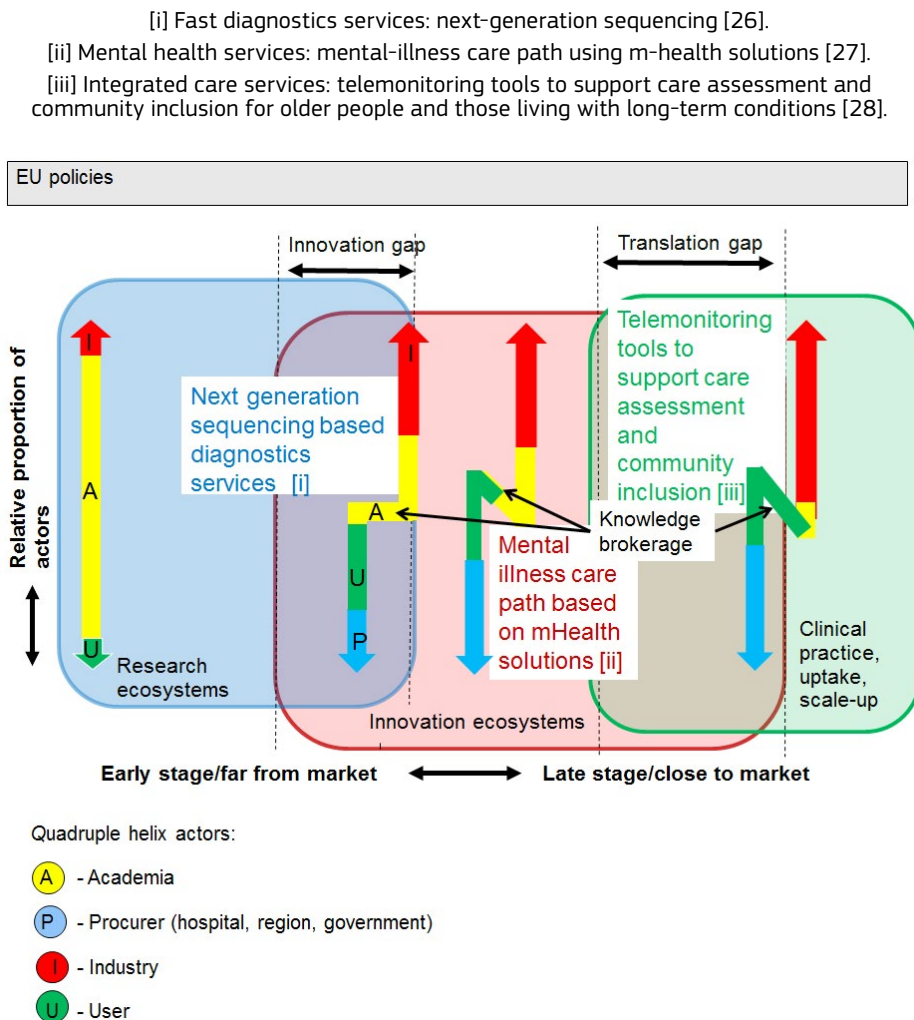 [i] Fast diagnostics services: next-generation sequencing [26].
[ii] Mental health services: mental-illness care path using m-health solutions [27].
[iii] Integrated care services: telemonitoring tools to support care assessment and
community inclusion for older people and those living with long-term conditions [28].
EU policies
Innovation gap
Translation gap
Relative proportion of
actors
I
A
U
Next generation
sequencing based
diagnostics
services [i]
I
A
U
P
Telemonitoring
tools to
support care
assessment
and
community
inclusion [iii]
Knowledge
brokerage
Mental
illness care
path based
on mHealth
solutions [ii]
Research
ecosystems
Innovation ecosystems
Clinical
practice,
uptake,
scale-up
Early stage/far from market
Late stage/close to market
Quadruple helix actors:
A - Academia
P - Procurer (hospital, region, government)
I - Industry
U - User